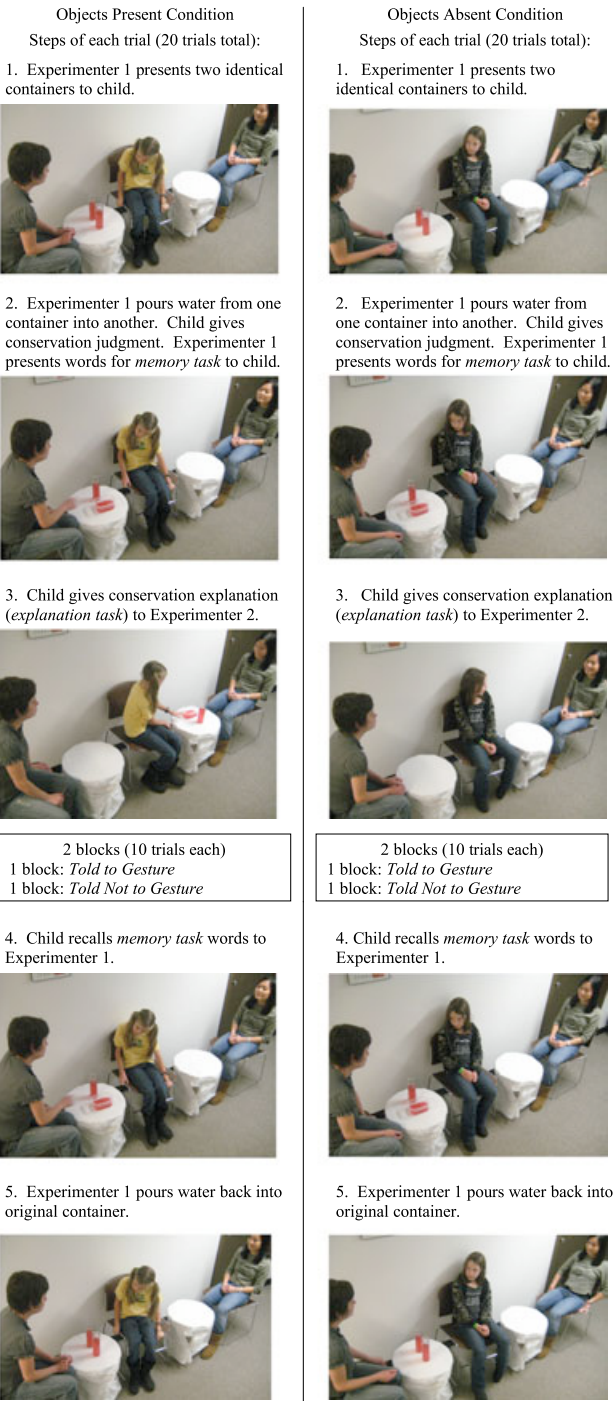 Objects Present Condition
Steps of each trial (20 trials total):
1. Experimenter 1 presents two identical
containers to child.
2. Experimenter 1 pours water from one
container into another. Child gives
conservation judgment. Experimenter 1
presents words for memory task to child.
3. Child gives conservation explanation
(explanation task) to Experimenter 2.
2 blocks (10 trials each)
1 block: Told to Gesture
1 block: Told Not to Gesture
4. Child recalls memory task words to
Experimenter 1.
5. Experimenter 1 pours water back into
original container.
Objects Absent Condition
Steps of each trial (20 trials total):
1. Experimenter 1 presents two
identical containers to child.
2. Experimenter 1 pours water from
one container into another. Child gives
conservation judgment. Experimenter 1
presents words for memory task to child.
3. Child gives conservation explanation
(explanation task) to Experimenter 2.
2 blocks (10 trials each)
1 block: Told to Gesture
1 block: Told Not to Gesture
4. Child recalls memory task words to
Experimenter 1.
5. Experimenter 1 pours water back into
original container.